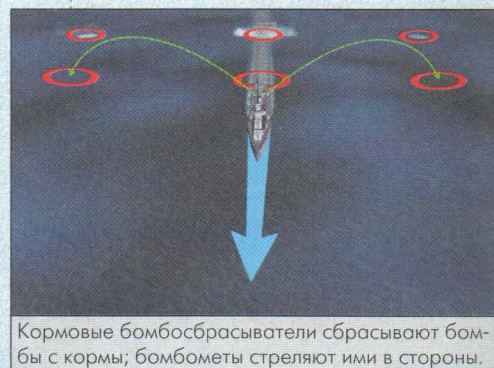 Кормовые бомбосбрасыватели сбрасывают бом-
бы с кормы; бомбометы стреляют ими в стороны.